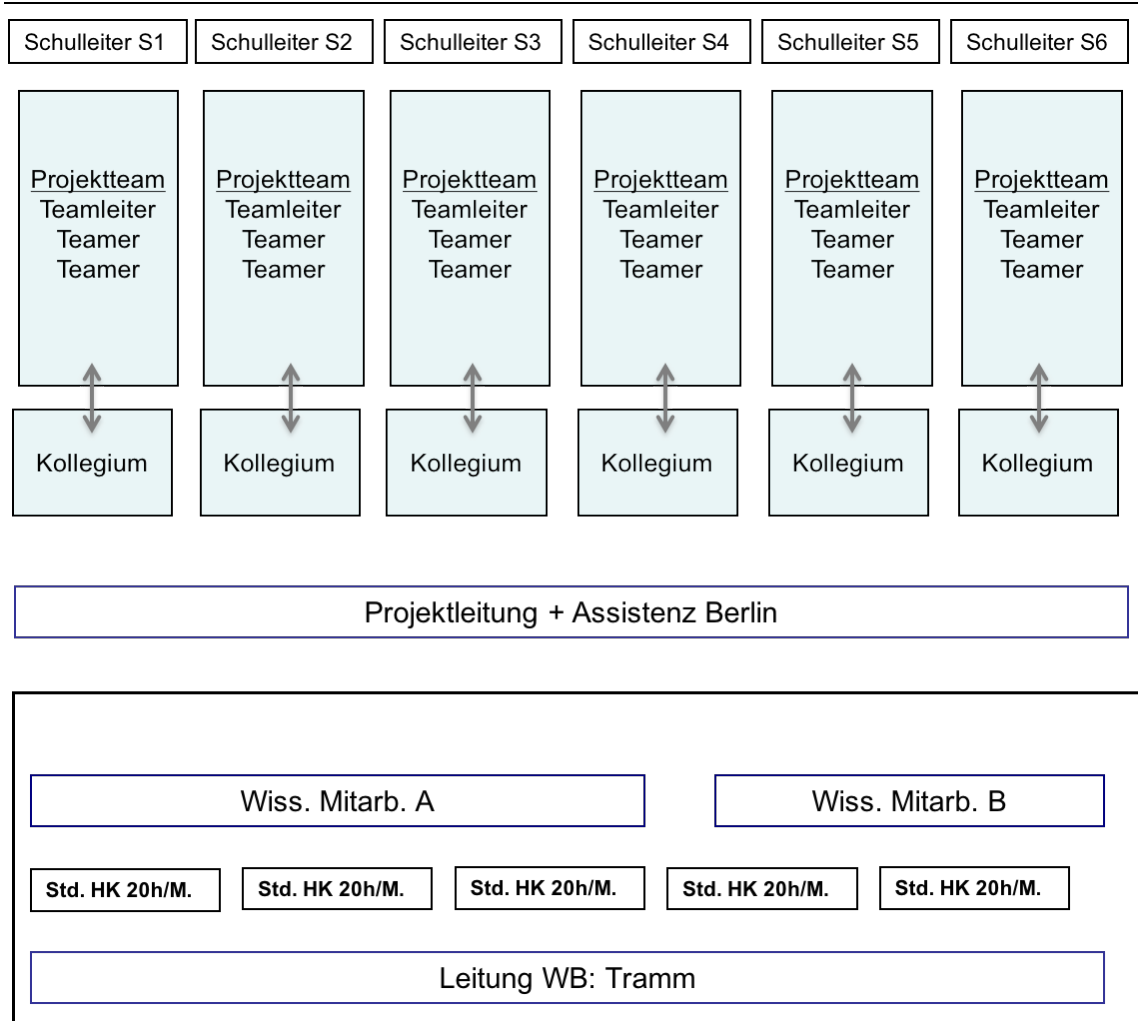 Schulleiter S1 Schulleiter S2 Schulleiter S3 Schulleiter S4 Schulleiter S5 Schulleiter S6
Projektteam
Teamleiter
Teamer
Teamer
Projektteam
Teamleiter
Teamer
Teamer
Projektteam
Teamleiter
Teamer
Teamer
Projektteam
Teamleiter
Teamer
Teamer
Projektteam
Teamleiter
Teamer
Teamer
Projektteam
Teamleiter
Teamer
Teamer
Kollegium Kollegium Kollegium Kollegium Kollegium Kollegium
Projektleitung + Assistenz Berlin
Wiss. Mitarb. A Wiss. Mitarb. B
Std. HK 20h/M. Std. HK 20h/M. Std. HK 20h/M. Std. HK 20h/M. Std. HK 20h/M.
Leitung WB: Tramm